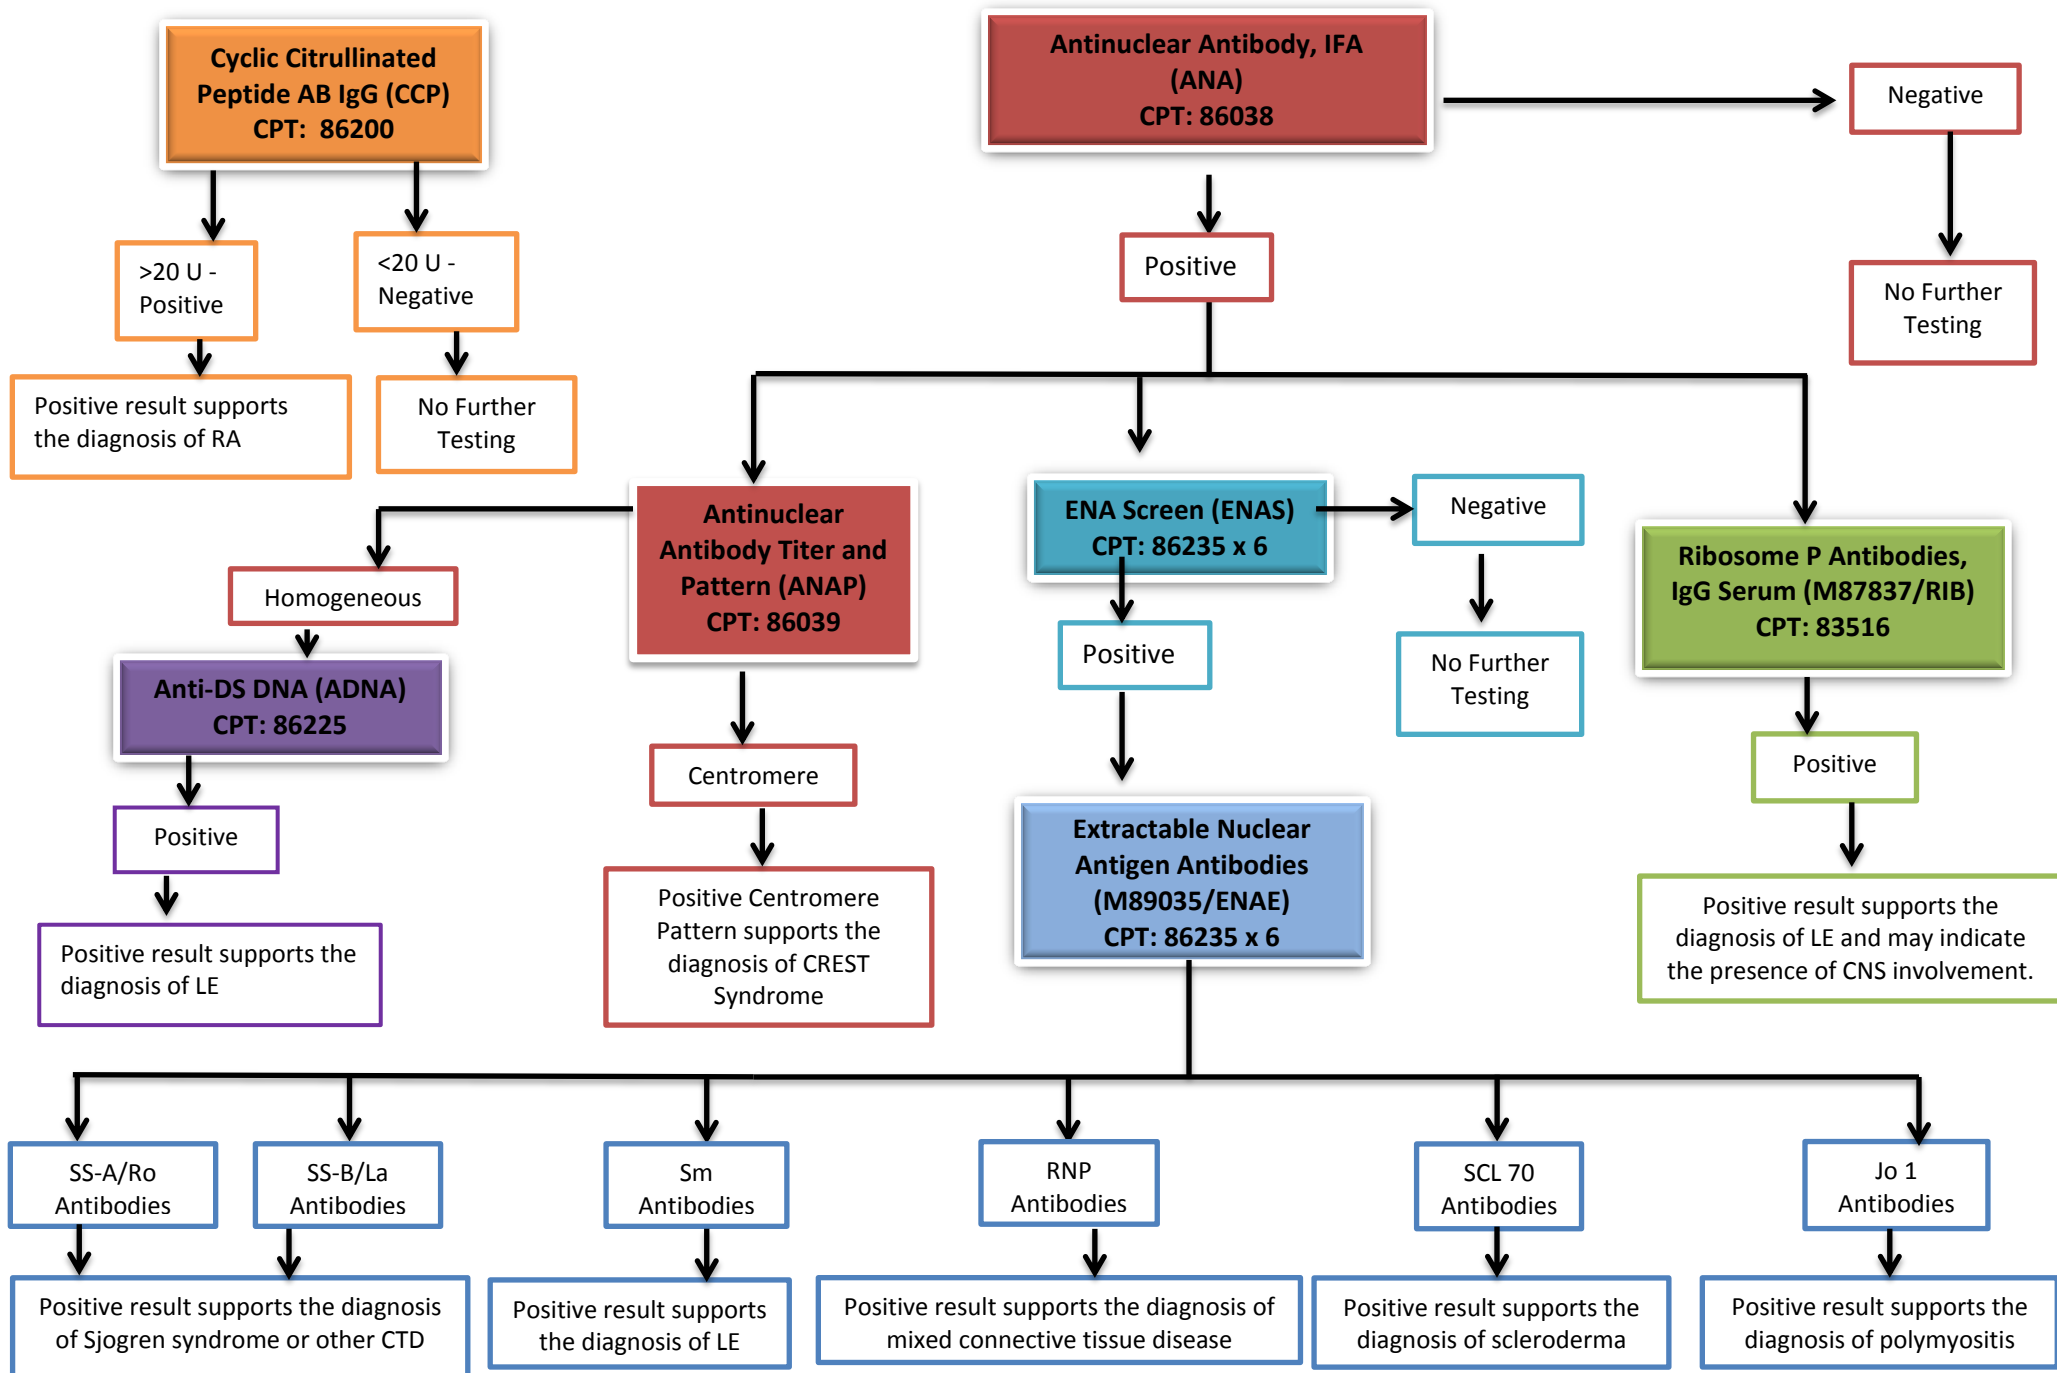 Cyclic Citrullinated
Peptide AB IgG (CCP)
CPT:  86200
Antinuclear Antibody, IFA
(ANA)
CPT: 86038
Negative
No Further
Testing
>20 U -
Positive
<20 U -
Negative
Positive
Positive result supports
the diagnosis of RA
No Further
Testing
Antinuclear
Antibody Titer and
Pattern (ANAP)
CPT: 86039
ENA Screen (ENAS)
CPT: 86235 x 6
Negative
Ribosome P Antibodies,
IgG Serum (M87837/RIB)
CPT: 83516
Homogeneous
Positive
No Further
Testing
Anti-DS DNA (ADNA)
CPT: 86225
Centromere
Positive
Positive
Extractable Nuclear
Antigen Antibodies
(M89035/ENAE)
CPT: 86235 x 6
Positive result supports the
diagnosis of LE
Positive Centromere
Pattern supports the
diagnosis of CREST
Syndrome
Positive result supports the
diagnosis of LE and may indicate
the presence of CNS involvement.
SS-A/Ro
Antibodies
SS-B/La
Antibodies
Sm
Antibodies
RNP
Antibodies
SCL 70
Antibodies
Jo 1
Antibodies
Positive result supports the diagnosis
of Sjogren syndrome or other CTD
Positive result supports
the diagnosis of LE
Positive result supports the diagnosis of
mixed connective tissue disease
Positive result supports the
diagnosis of scleroderma
Positive result supports the
diagnosis of polymyositis